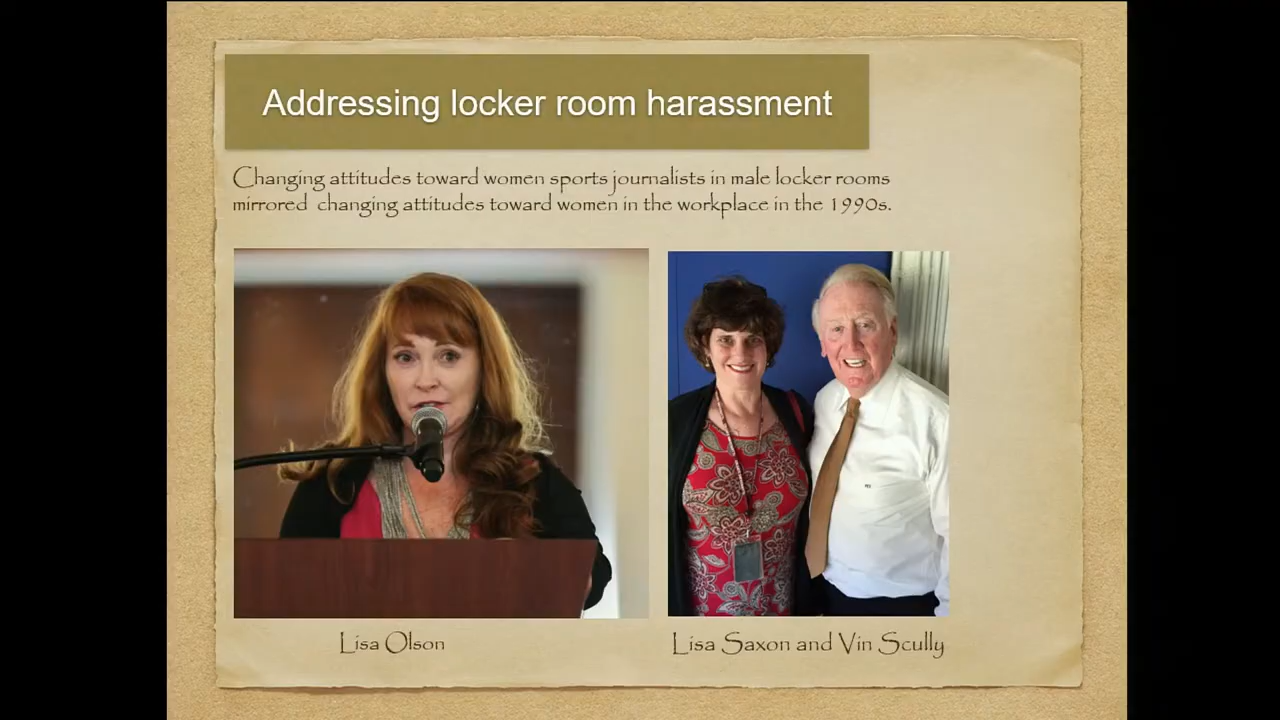 Addressing locker room harassment
Changing attitudes toward women sports journalists in male locker rooms
mirrored changing attitudes toward women in the workplace in the 1990s.
Lisa Olson
Lisa Saxon and Vin Scully